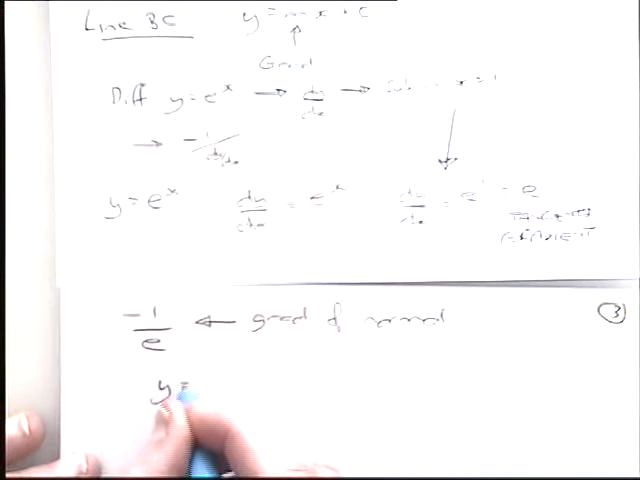 Line BC y = mx + c
Grad
Diff y = e^x → dy/dx → Sub x = 1
→ -1/dy/dx
y = e^x dy/dx = e^x dy/dx = e^1 = e
TANGENT
GRADIENT
-1/e ← grad of normal ③
y =